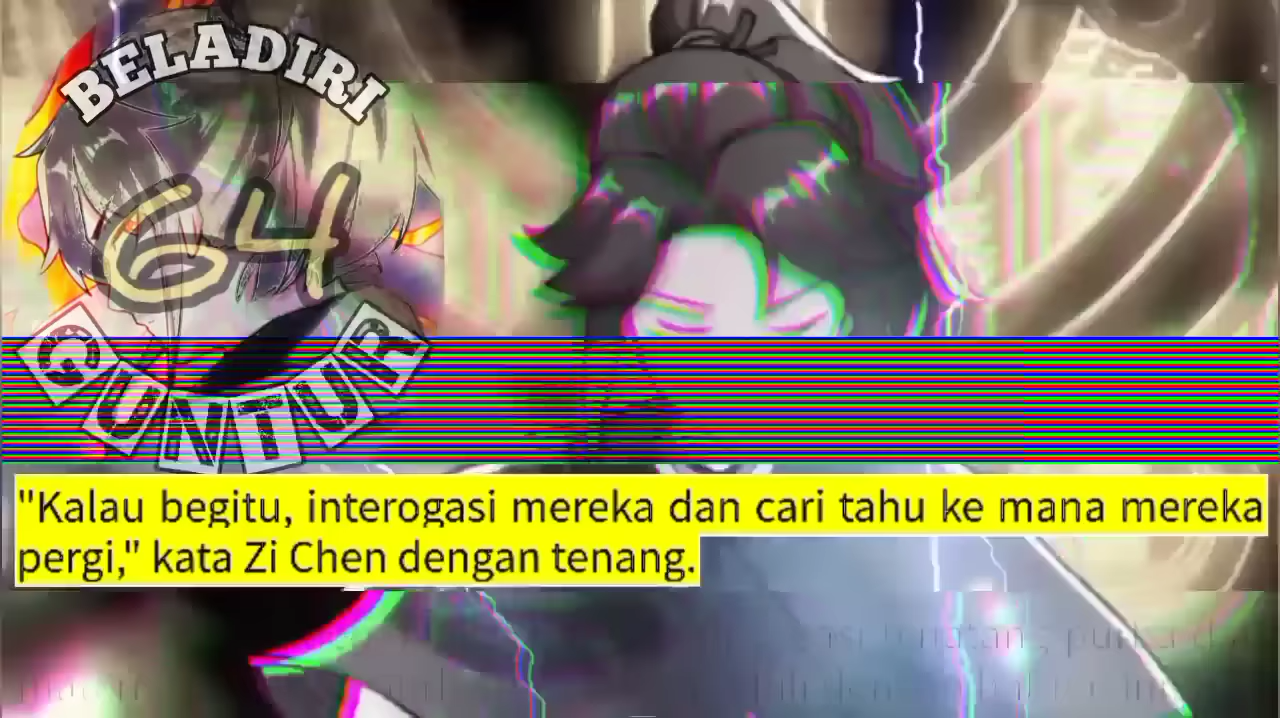 BELADIRI
64
GUNTUR
"Kalau begitu, interogasi mereka dan cari tahu ke mana mereka
pergi," kata Zi Chen dengan tenang.